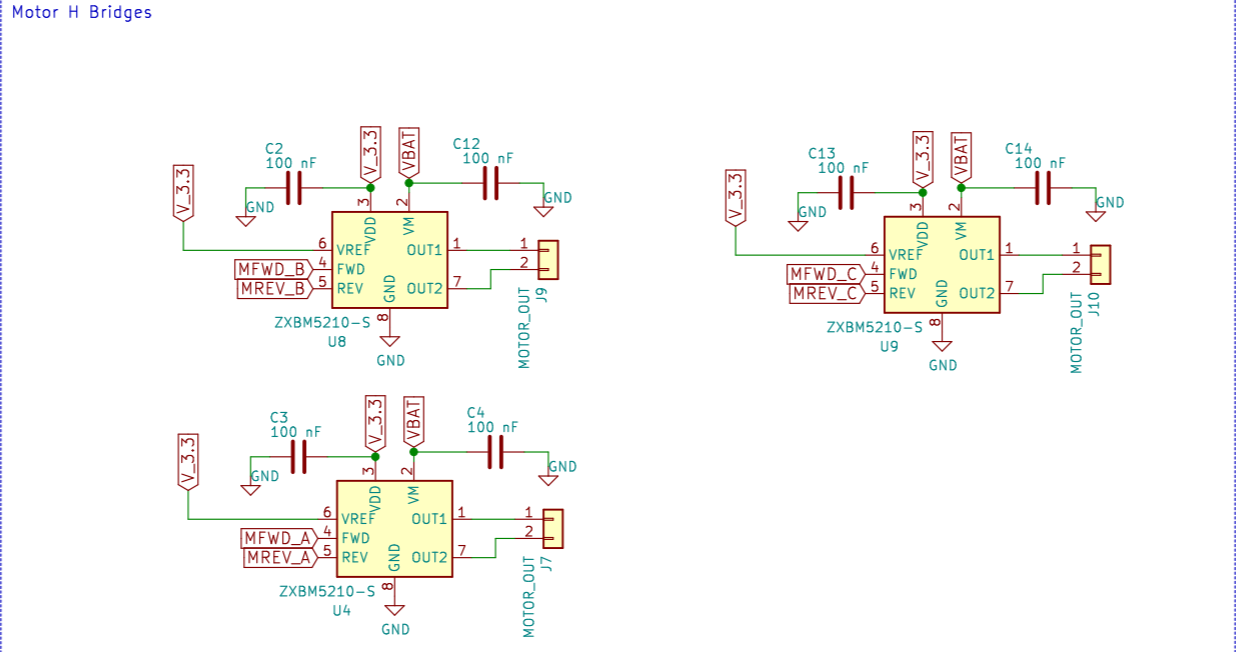 Motor H Bridges
V_3.3
C2
100 nF
GND
V_3.3
VBAT
C12
100 nF
GND
3
2
VDD
VM
6
VREF
OUT1
1
1
MFWD_B
4
FWD
2
MREV_B
5
REV
GND
OUT2
7
8
ZXBM5210-S
U8
GND
MOTOR_OUT
J9
V_3.3
C13
100 nF
GND
V_3.3
VBAT
C14
100 nF
GND
3
2
VDD
VM
6
VREF
OUT1
1
1
MFWD_C
4
FWD
2
MREV_C
5
REV
GND
OUT2
7
8
ZXBM5210-S
U9
GND
MOTOR_OUT
J10
V_3.3
C3
100 nF
GND
V_3.3
VBAT
C4
100 nF
GND
3
2
VDD
VM
6
VREF
OUT1
1
1
MFWD_A
4
FWD
2
MREV_A
5
REV
GND
OUT2
7
8
ZXBM5210-S
U4
GND
MOTOR_OUT
J7